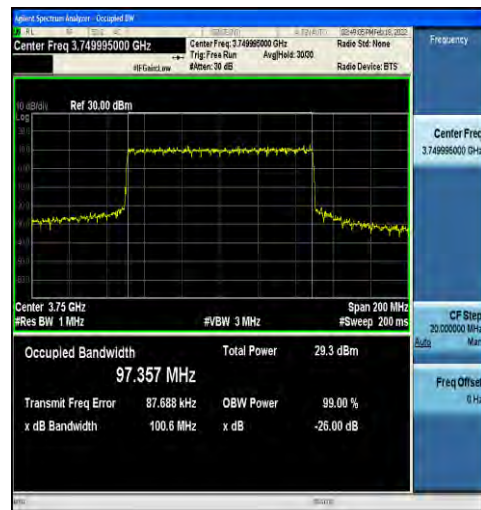 Agilent Spectrum Analyzer - Occupied BW
Center Freq 3.749995000 GHz
Center Freq: 3.749995000 GHz
Radio Std: None
Trig: Free Run
Avg|Hold: 30/30
#IFGain:Low
#Atten: 30 dB
Radio Device: BTS
Frequency
10 dB/div
Ref 30.00 dBm
Log
Center Freq
3.749995000 GHz
Center 3.75 GHz
Span 200 MHz
#Res BW 1 MHz
#VBW 3 MHz
#Sweep 200 ms
CF Step
20.000000 MHz
Auto
Man
Occupied Bandwidth
Total Power
29.3 dBm
97.357 MHz
Freq Offset
0 Hz
Transmit Freq Error
87.688 kHz
OBW Power
99.00 %
x dB Bandwidth
100.6 MHz
x dB
-26.00 dB